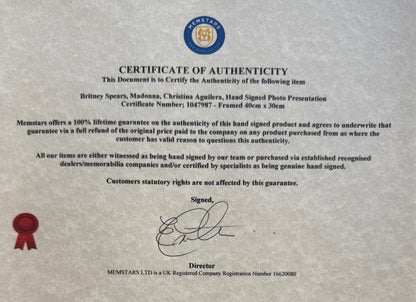 MEMSTARS
CERTIFICATE OF AUTHENTICITY
This Document is to Certify the Authenticity of the following item
Britney Spears, Madonna, Christina Aguilera, Hand Signed Photo Presentation
Certificate Number; 1047987 - Framed 40cm x 30cm
Memstars offers a 100% lifetime guarantee on the authenticity of this hand signed product and agrees to underwrite that
guarantee via a full refund of the original price paid to the company on any product purchased from us where the
customer has valid reason to questions this authenticity.
All our items are either witnessed as being hand signed by our team or purchased via established recognised
dealers/memorabilia companies and/or certified by specialists as being genuine hand signed.
Customers statutory rights are not affected by this guarantee.
Signed,
Director
MEMSTARS LTD is a UK Registered Company Registration Number 16620080